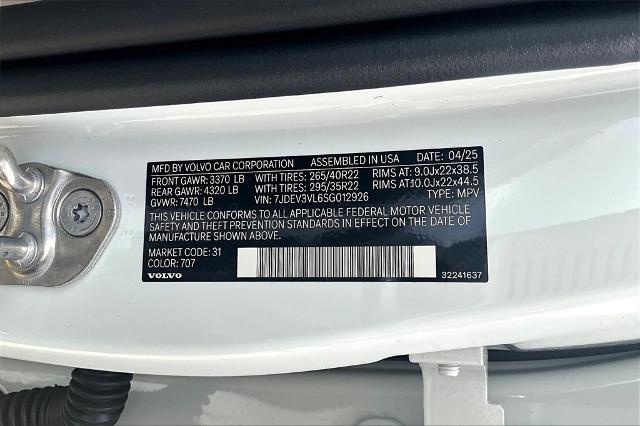 MFD BY VOLVO CAR CORPORATION ASSEMBLED IN USA DATE: 04/25
FRONT GAWR: 3370 LB WITH TIRES: 265/40R22 RIMS AT: 9.0Jx22x38.5
REAR GAWR: 4320 LB WITH TIRES: 295/35R22 RIMS AT10.0Jx22x44.5
GVWR: 7470 LB VIN: 7JDEV3VL6SG012926 TYPE: MPV
THIS VEHICLE CONFORMS TO ALL APPLICABLE FEDERAL MOTOR VEHICLE
SAFETY AND THEFT PREVENTION STANDARDS IN EFFECT ON THE DATE OF
MANUFACTURE SHOWN ABOVE.
MARKET CODE: 31
COLOR: 707
VOLVO 32241637